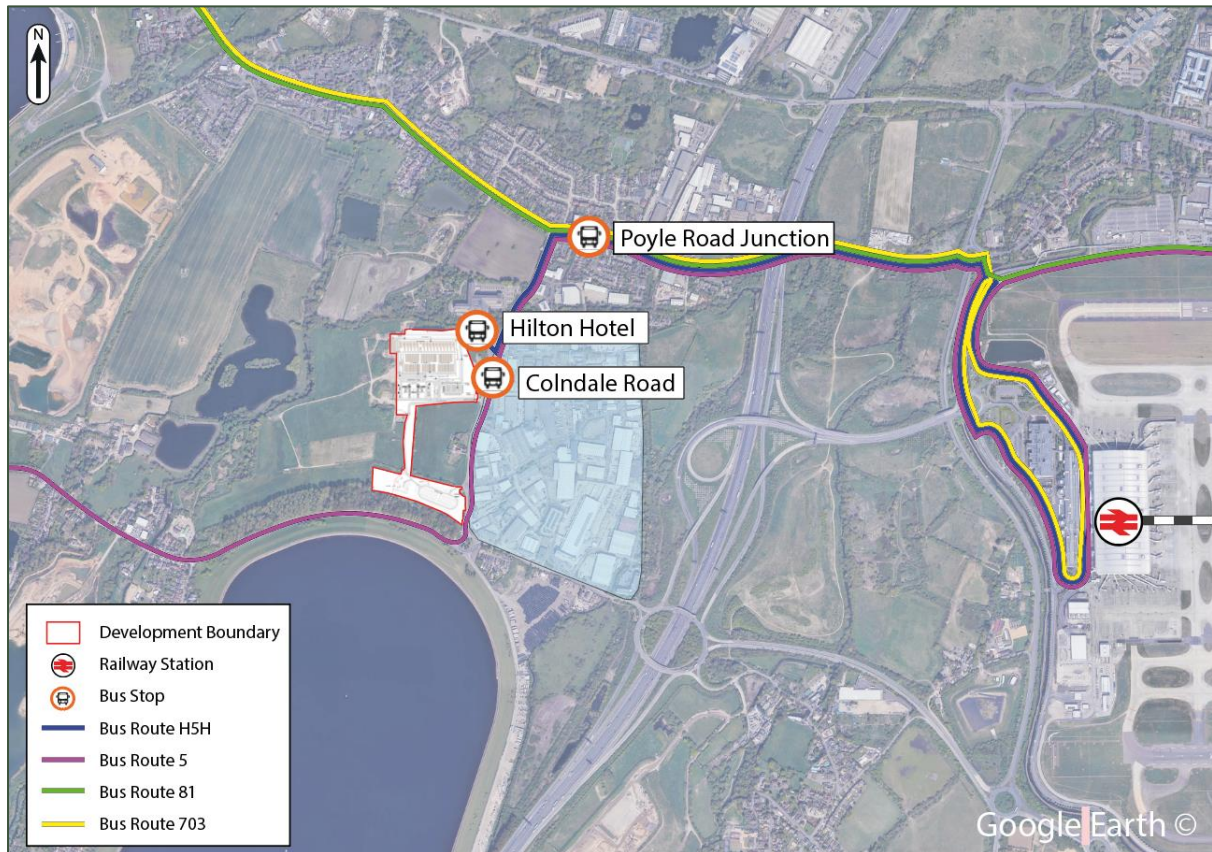 N
Poyle Road Junction
Hilton Hotel
Colndale Road
Development Boundary
Railway Station
Bus Stop
Bus Route H5H
Bus Route 5
Bus Route 81
Bus Route 703
Google Earth ©